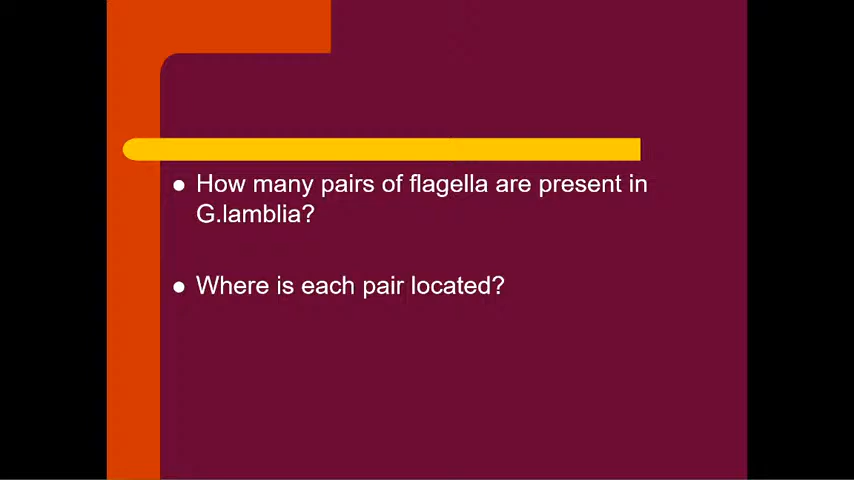 ● How many pairs of flagella are present in
G.lamblia?
● Where is each pair located?